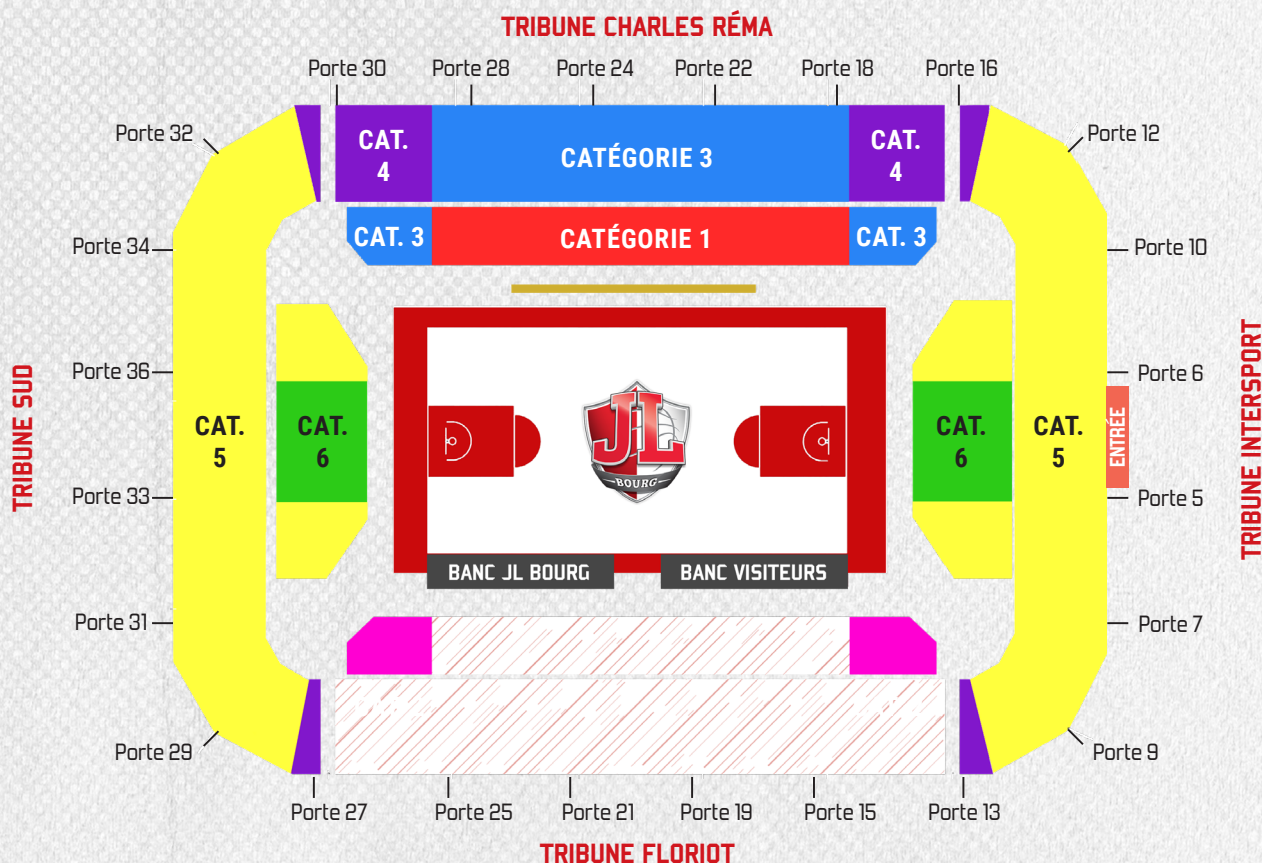 TRIBUNE CHARLES RÉMA
Porte 30 Porte 28 Porte 24 Porte 22 Porte 18 Porte 16
Porte 32
Porte 12
CAT.
4
CATÉGORIE 3
CAT.
4
Porte 34
CAT. 3
CATÉGORIE 1
CAT. 3
Porte 10
TRIBUNE SUD
Porte 36
Porte 6
TRIBUNE INTERSPORT
CAT.
5
CAT.
6
JL
BOURG
CAT.
6
CAT.
5
ENTRÉE
Porte 33
Porte 5
BANC JL BOURG
BANC VISITEURS
Porte 31
Porte 7
Porte 29
Porte 9
Porte 27 Porte 25 Porte 21 Porte 19 Porte 15 Porte 13
TRIBUNE FLORIOT